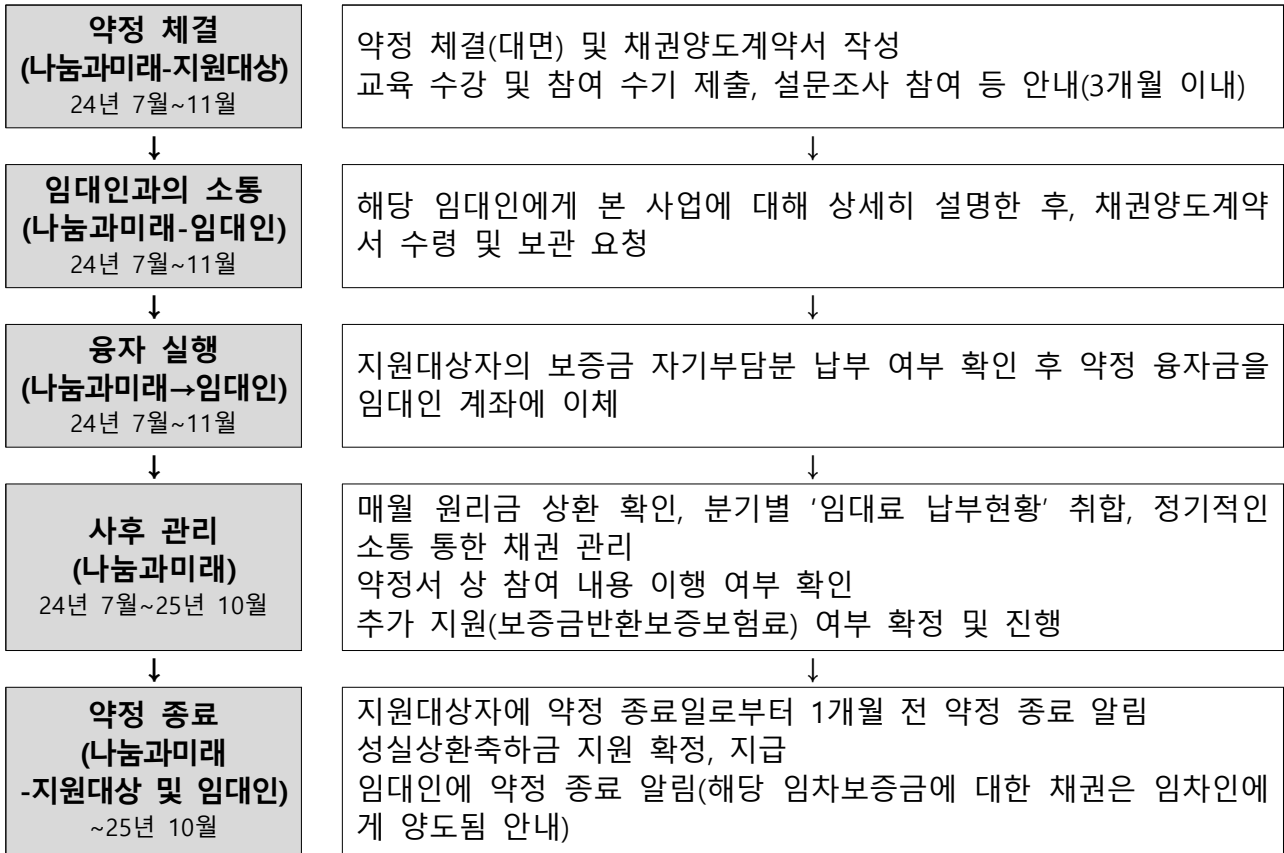 약정 체결
(나눔과미래-지원대상)
24년 7월~11월
약정 체결(대면) 및 채권양도계약서 작성
교육 수강 및 참여 수기 제출, 설문조사 참여 등 안내(3개월 이내)
↓
↓
임대인과의 소통
(나눔과미래-임대인)
24년 7월~11월
해당 임대인에게 본 사업에 대해 상세히 설명한 후, 채권양도계약
서 수령 및 보관 요청
↓
↓
융자 실행
(나눔과미래→임대인)
24년 7월~11월
지원대상자의 보증금 자기부담분 납부 여부 확인 후 약정 융자금을
임대인 계좌에 이체
↓
↓
사후 관리
(나눔과미래)
24년 7월~25년 10월
매월 원리금 상환 확인, 분기별 ‘임대료 납부현황’ 취합, 정기적인
소통 통한 채권 관리
약정서 상 참여 내용 이행 여부 확인
추가 지원(보증금반환보증보험료) 여부 확정 및 진행
↓
↓
약정 종료
(나눔과미래
-지원대상 및 임대인)
~25년 10월
지원대상자에 약정 종료일로부터 1개월 전 약정 종료 알림
성실상환축하금 지원 확정, 지급
임대인에 약정 종료 알림(해당 임차보증금에 대한 채권은 임차인에
게 양도됨 안내)